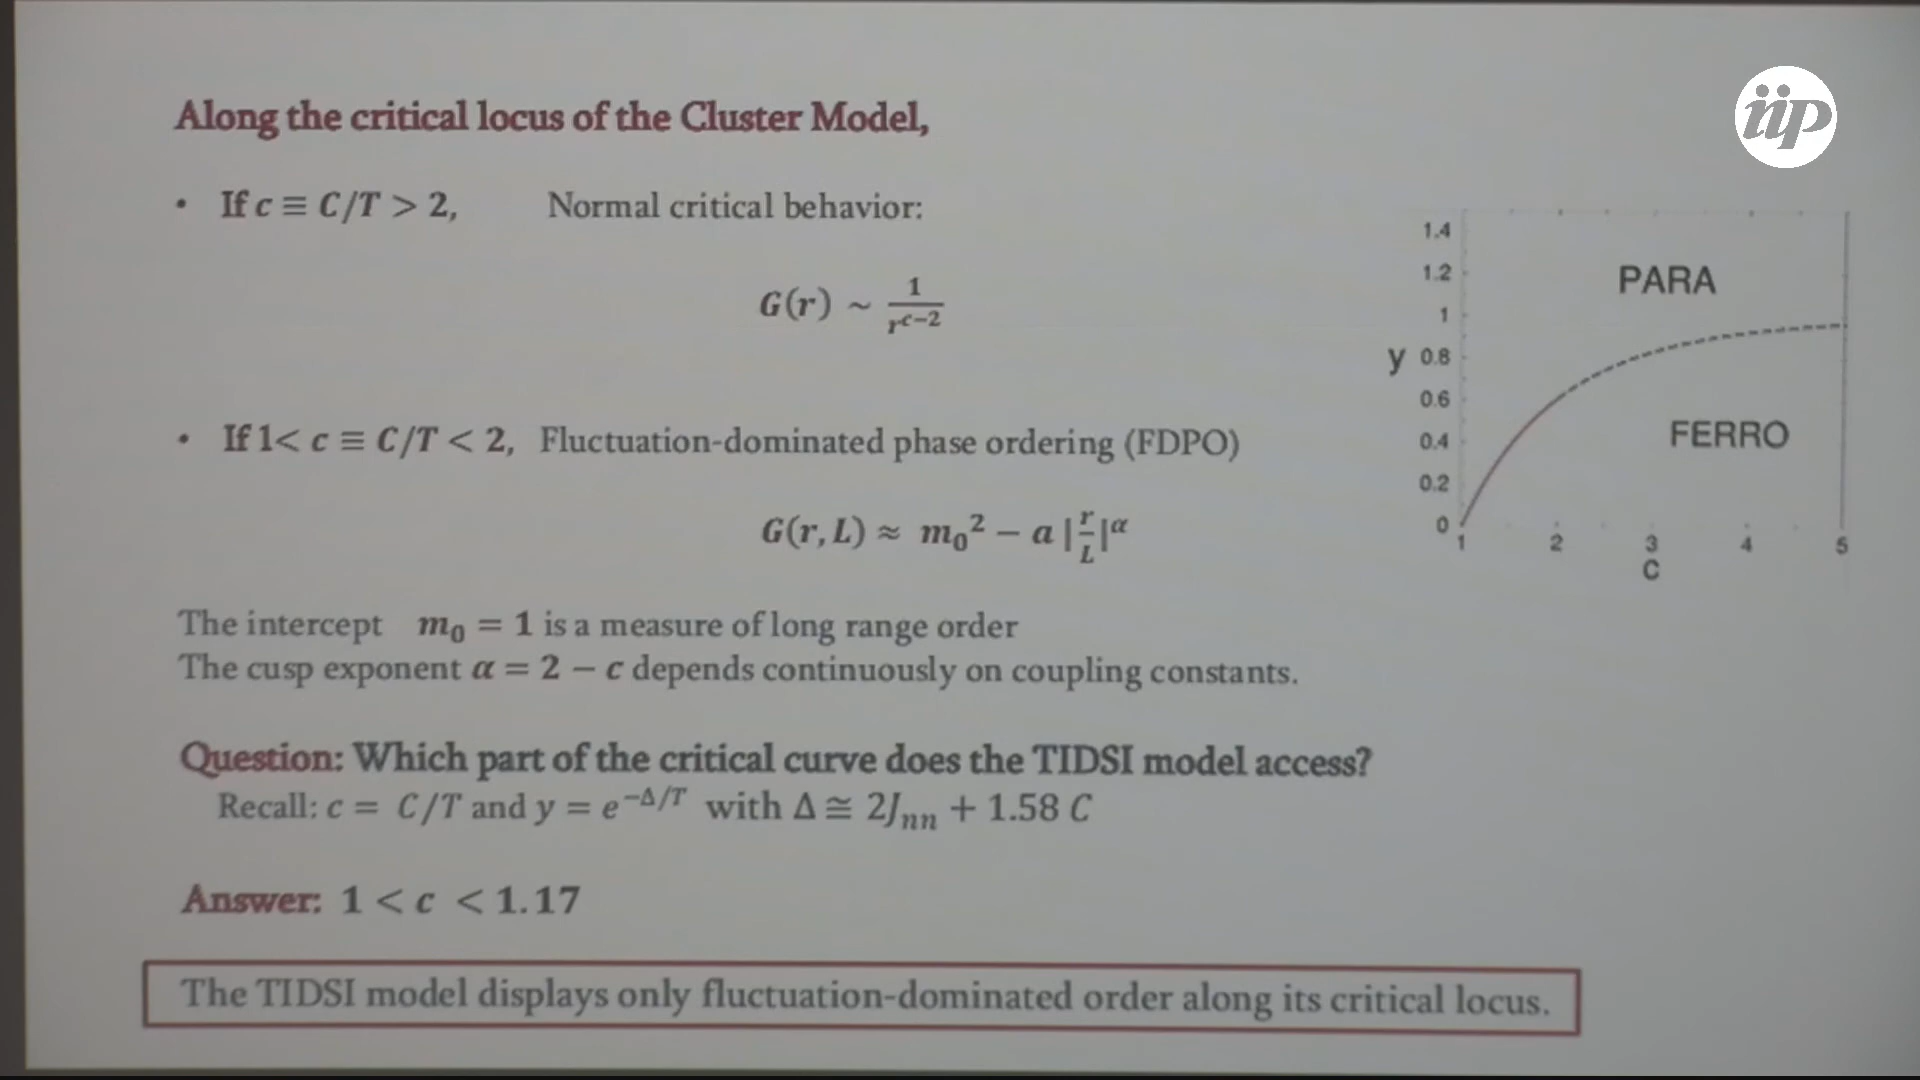 iip
Along the critical locus of the Cluster Model,
• If c ≡ C/T > 2, Normal critical behavior:
G(r) ~ 1/r^{c−2}
• If 1< c ≡ C/T < 2, Fluctuation-dominated phase ordering (FDPO)
G(r, L) ≈ m₀² − a |r/L|^α
The intercept m₀ = 1 is a measure of long range order
The cusp exponent α = 2 − c depends continuously on coupling constants.
Question: Which part of the critical curve does the TIDSI model access?
Recall: c = C/T and y = e^{−Δ/T} with Δ ≅ 2J_{nn} + 1.58 C
Answer: 1 < c < 1.17
The TIDSI model displays only fluctuation-dominated order along its critical locus.
1.4
1.2
1
y 0.8
0.6
0.4
0.2
0
PARA
FERRO
1 2 3 4 5
C